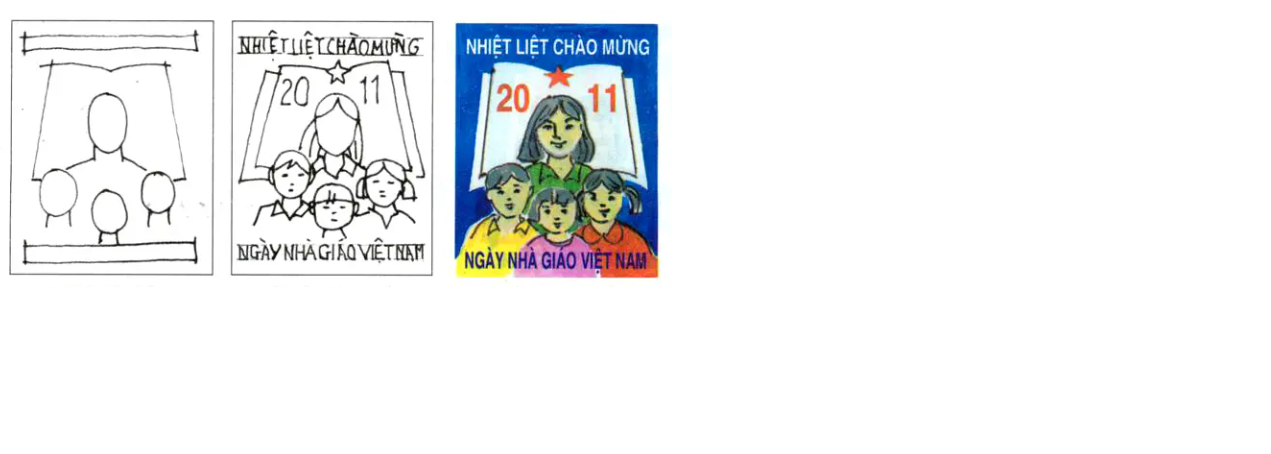 NHIỆT LIỆT CHÀO MỪNG
20 11
NGÀY NHÀ GIÁO VIỆT NAM
NHIỆT LIỆT CHÀO MỪNG
20 11
NGÀY NHÀ GIÁO VIỆT NAM